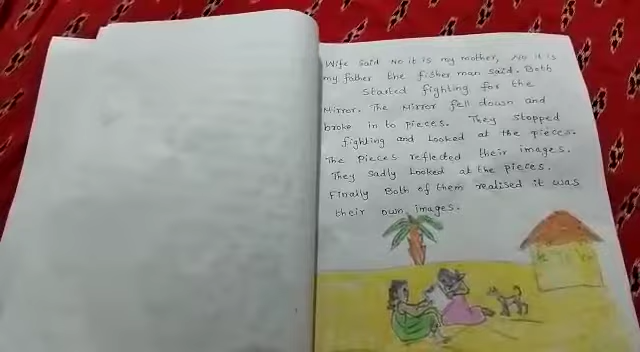 Wife said No it is my mother, No it is
my father the fisher man said. Both
started fighting for the
Mirror. The Mirror fell down and
broke in to pieces. They stopped
fighting and Looked at the pieces.
The pieces reflected their images.
They sadly Looked at the pieces.
Finally Both of them realised it was
their own images.